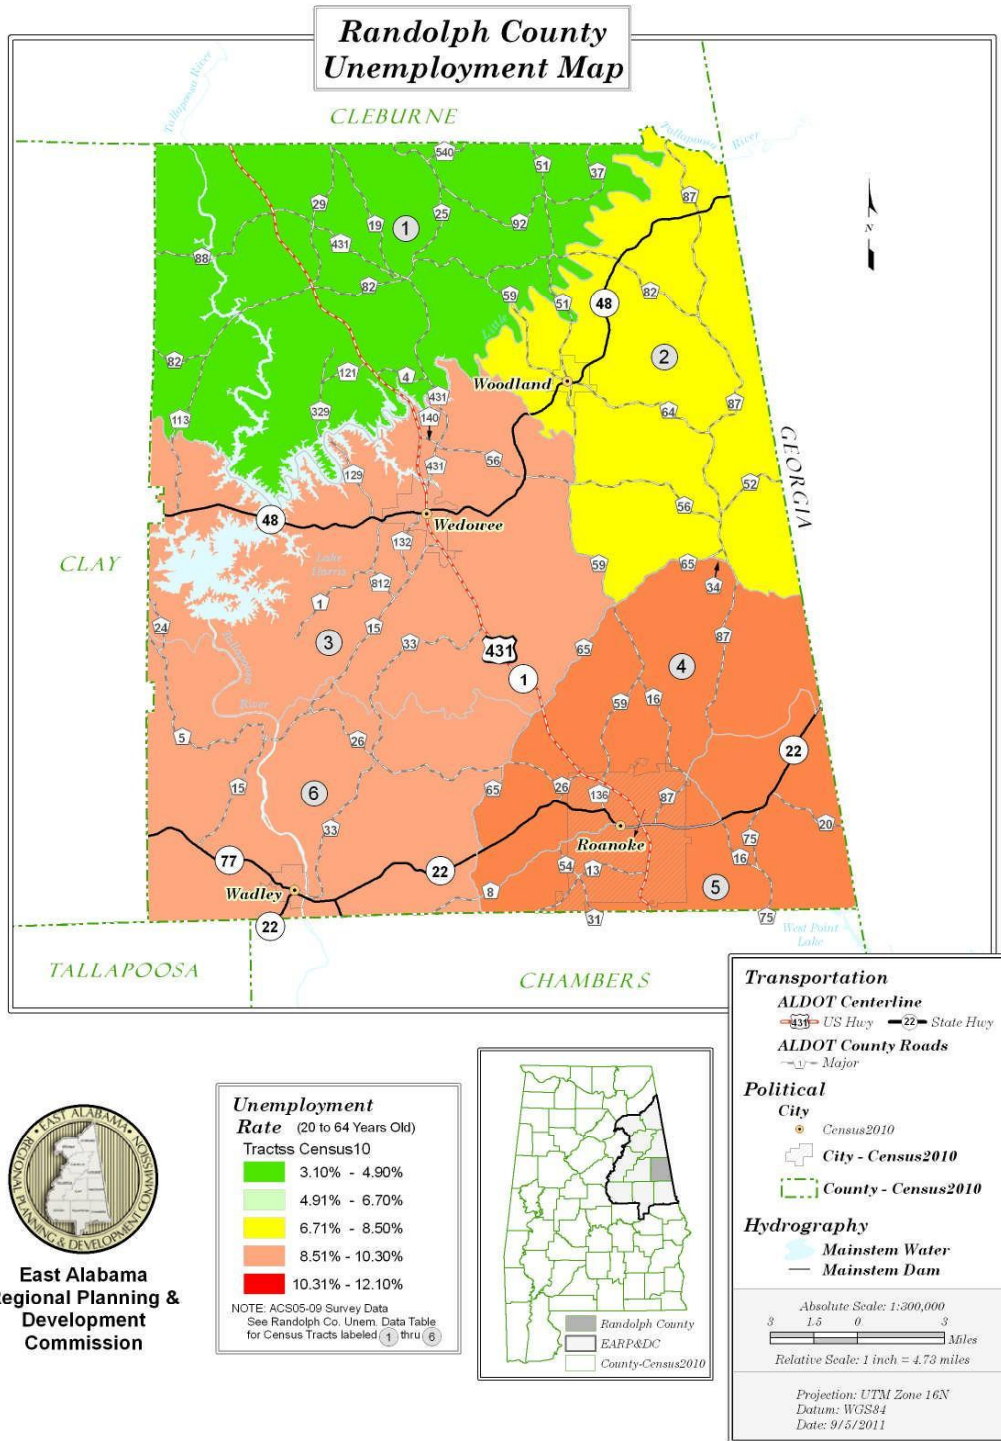 Randolph County
Unemployment Map
CLEBURNE
Tallapoosa River
Tallapoosa River
540
51
37
87
29
19
25
92
1
431
88
82
59
51
48
82
2
Little
82
121
4
Woodland
431
140
329
113
64
87
GEORGIA
129
431
56
52
56
48
Wedowee
CLAY
132
Lake
Harris
812
59
65
34
1
24
15
3
33
Tallapoosa
River
431
1
65
87
4
59
16
5
26
22
15
6
65
26
136
87
33
20
Roanoke
75
77
22
54
13
16
Wadley
8
5
22
31
75
West Point
Lake
TALLAPOOSA
CHAMBERS
N
Transportation
ALDOT Centerline
431 US Hwy 22 State Hwy
ALDOT County Roads
1 Major
Political
City
Census2010
City - Census2010
County - Census2010
Hydrography
Mainstem Water
Mainstem Dam
Absolute Scale: 1:300,000
3 1.5 0 3
Miles
Relative Scale: 1 inch = 4.73 miles
Projection: UTM Zone 16N
Datum: WGS84
Date: 9/5/2011
Unemployment
Rate (20 to 64 Years Old)
Tractss Census10
3.10% - 4.90%
4.91% - 6.70%
6.71% - 8.50%
8.51% - 10.30%
10.31% - 12.10%
NOTE: ACS05-09 Survey Data
See Randolph Co. Unem. Data Table
for Census Tracts labeled 1 thru 6
Randolph County
EARP&DC
County-Census2010
EAST ALABAMA
REGIONAL PLANNING & DEVELOPMENT COMMISSION
East Alabama
egional Planning &
Development
Commission